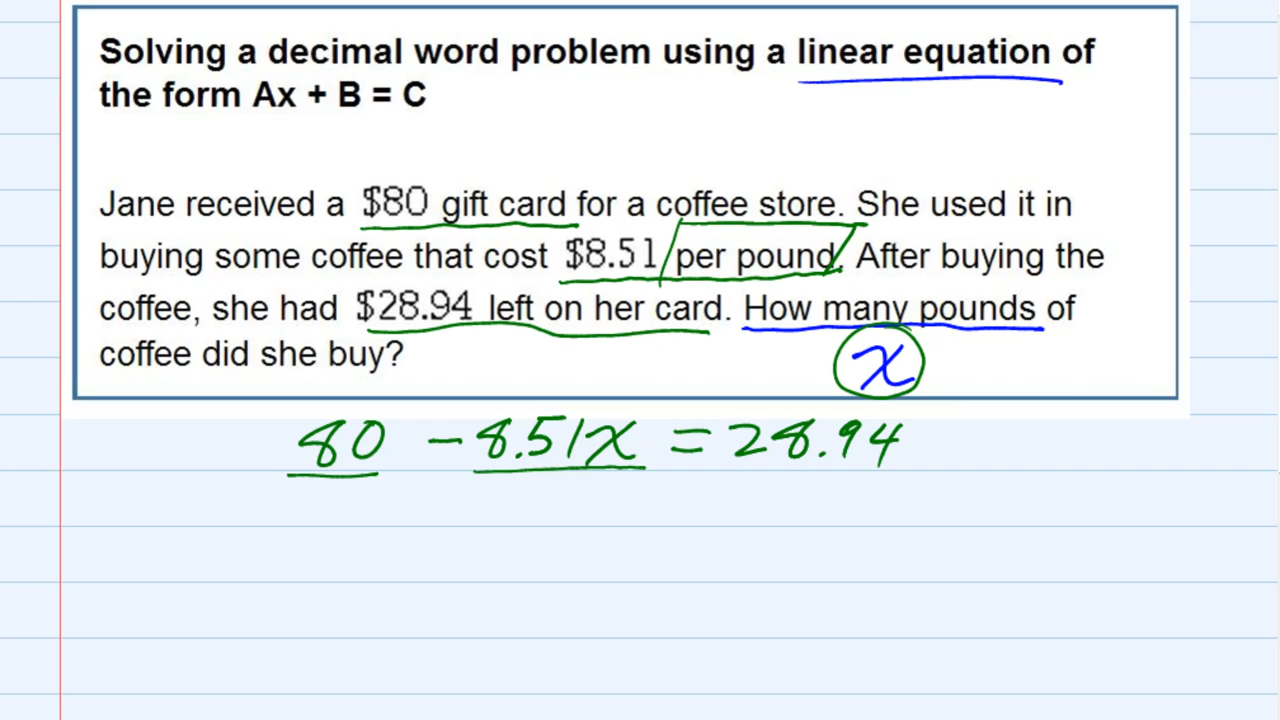 Solving a decimal word problem using a linear equation of
the form Ax + B = C
Jane received a $80 gift card for a coffee store. She used it in
buying some coffee that cost $8.51 per pound. After buying the
coffee, she had $28.94 left on her card. How many pounds of
coffee did she buy?
x
80 - 8.51x = 28.94